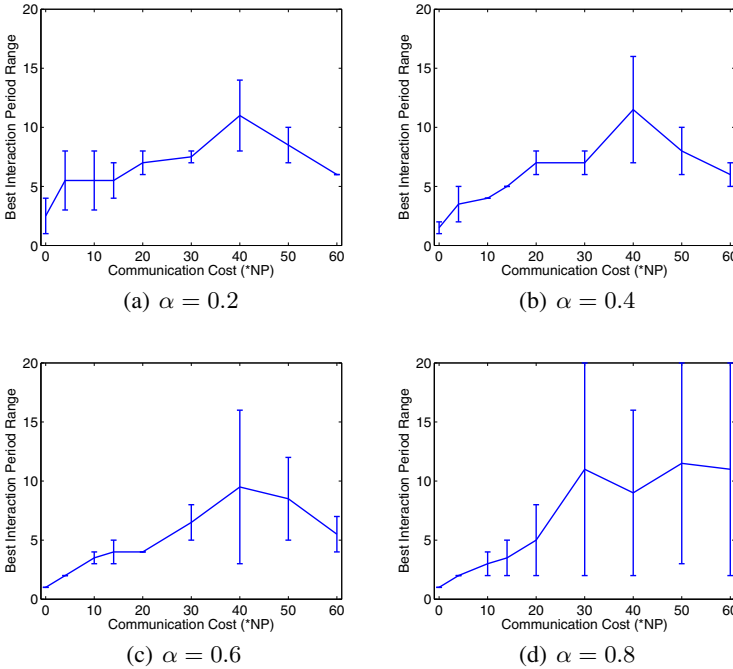 20
15
10
5
0
Best Interaction Period Range
0 10 20 30 40 50 60
Communication Cost (*NP)
(a) α = 0.2
20
15
10
5
0
Best Interaction Period Range
0 10 20 30 40 50 60
Communication Cost (*NP)
(b) α = 0.4
20
15
10
5
0
Best Interaction Period Range
0 10 20 30 40 50 60
Communication Cost (*NP)
(c) α = 0.6
20
15
10
5
0
Best Interaction Period Range
0 10 20 30 40 50 60
Communication Cost (*NP)
(d) α = 0.8